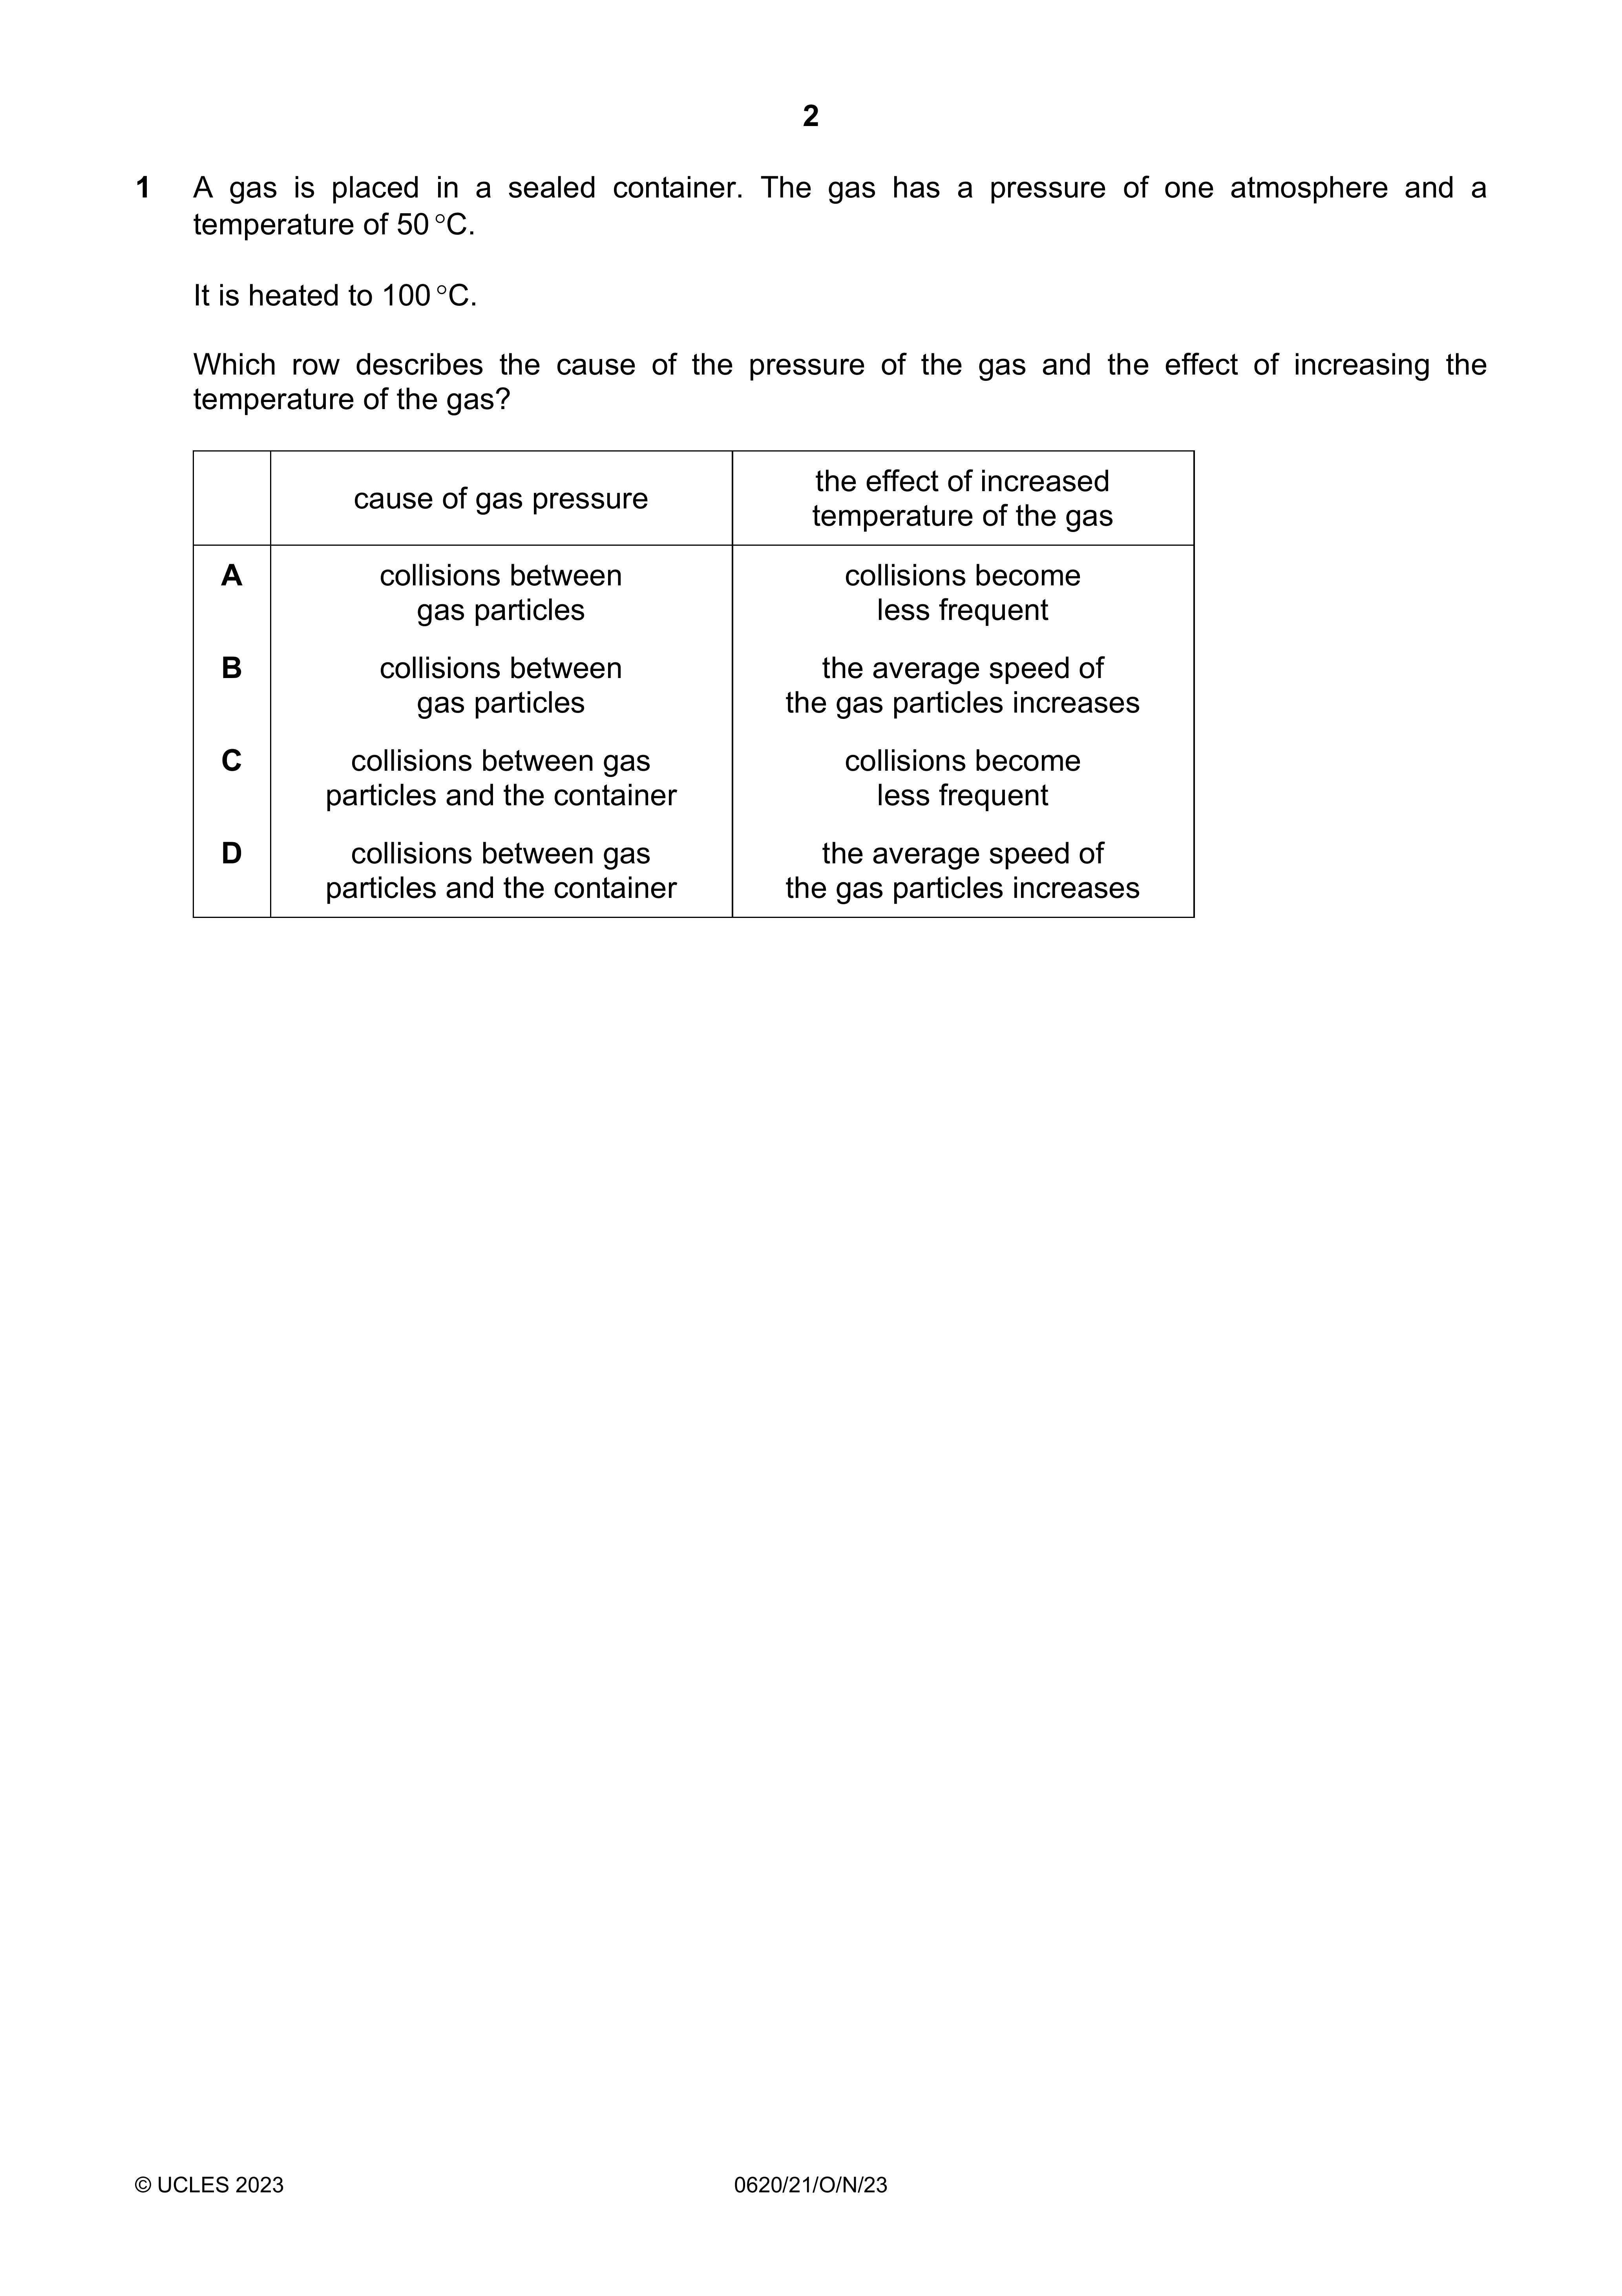 2
1 A gas is placed in a sealed container. The gas has a pressure of one atmosphere and a
temperature of 50 °C.
It is heated to 100 °C.
Which row describes the cause of the pressure of the gas and the effect of increasing the
temperature of the gas?
cause of gas pressure
the effect of increased
temperature of the gas
A
collisions between
gas particles
collisions become
less frequent
B
collisions between
gas particles
the average speed of
the gas particles increases
C
collisions between gas
particles and the container
collisions become
less frequent
D
collisions between gas
particles and the container
the average speed of
the gas particles increases
© UCLES 2023
0620/21/O/N/23